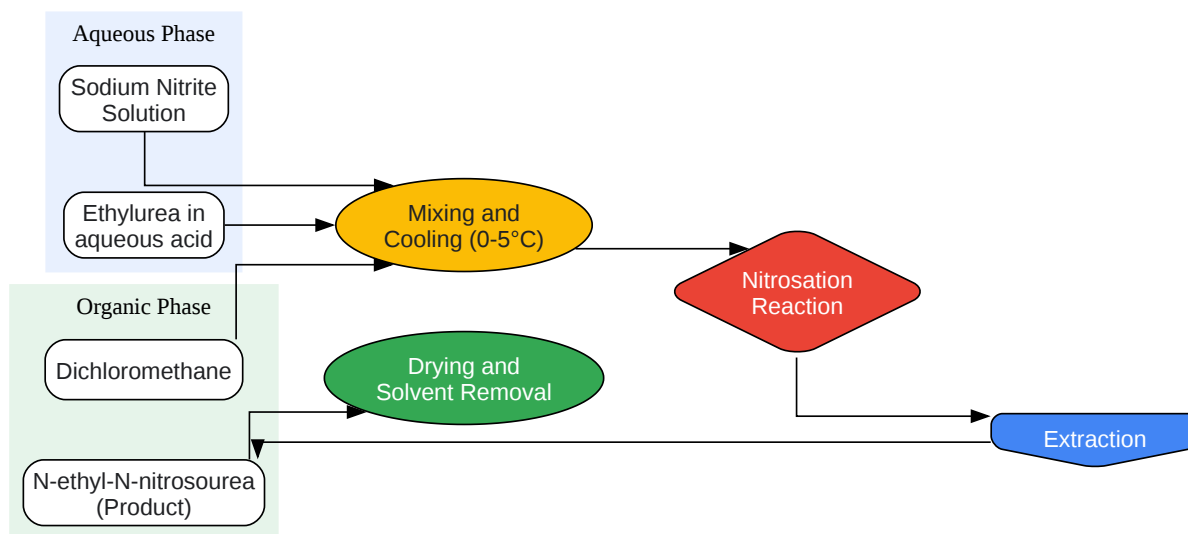 Aqueous Phase
Sodium Nitrite
Solution
Ethylurea in
aqueous acid
Mixing and
Cooling (0-5°C)
Nitrosation
Reaction
Organic Phase
Dichloromethane
Drying and
Solvent Removal
Extraction
N-ethyl-N-nitrosourea
(Product)